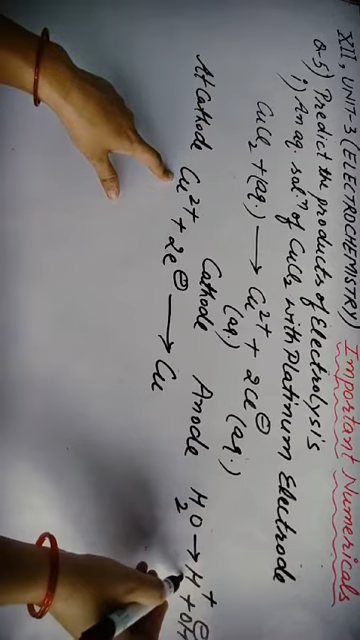 XII, UNIT-3 (ELECTROCHEMISTRY) Important Numericals
Q-5) Predict the products of Electrolysis
i) An aq. sol.ⁿ of CuCl₂ with Platinum Electrode
CuCl₂ + (aq.) ⟶ Cu²⁺ (aq.) + 2Cl⊖ (aq.)
Cathode Anode
At Cathode Cu²⁺ + 2e⊖ ⟶ Cu
H₂O → H⁺ + OH⊖